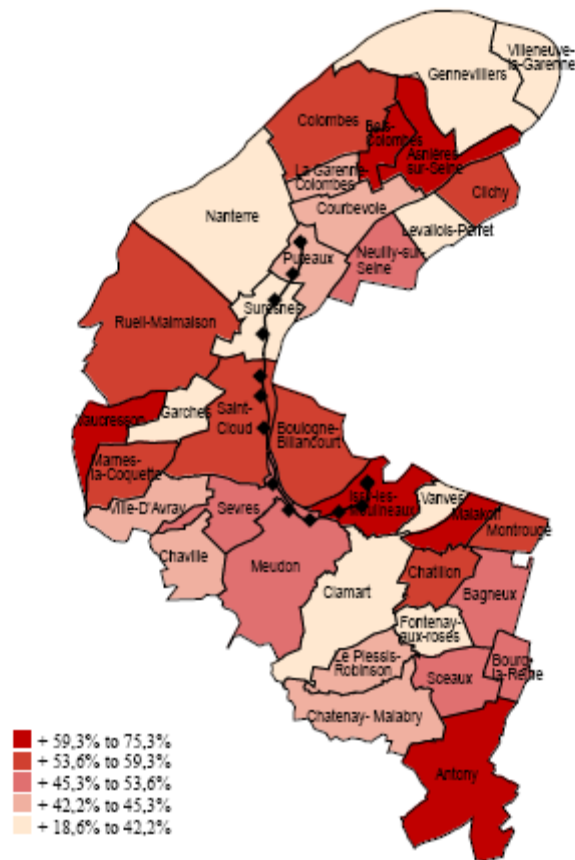 Villeneuve-
la-Garenne
Gennevilliers
Colombes
Bois-
Colombes
Asnières
sur-Seine
La Garenne-
Colombes
Clichy
Courbevoie
Nanterre
Levallois-Perret
Neuilly-sur-
Seine
Puteaux
Suresnes
Rueil-Malmaison
Garches
Saint-
Cloud
Vaucresson
Boulogne-
Billancourt
Marnes-
la-Coquette
Issy-les-
Moulineaux
Vanves
Ville-D'Avray
Sevres
Malakoff
Montrouge
Chaville
Meudon
Chatillon
Clamart
Bagneux
Fontenay-
aux-roses
Le Plessis-
Robinson
Sceaux
Bourg-
la-Reine
Chatenay- Malabry
Antony
+ 59,3% to 75,3%
+ 53,6% to 59,3%
+ 45,3% to 53,6%
+ 42,2% to 45,3%
+ 18,6% to 42,2%